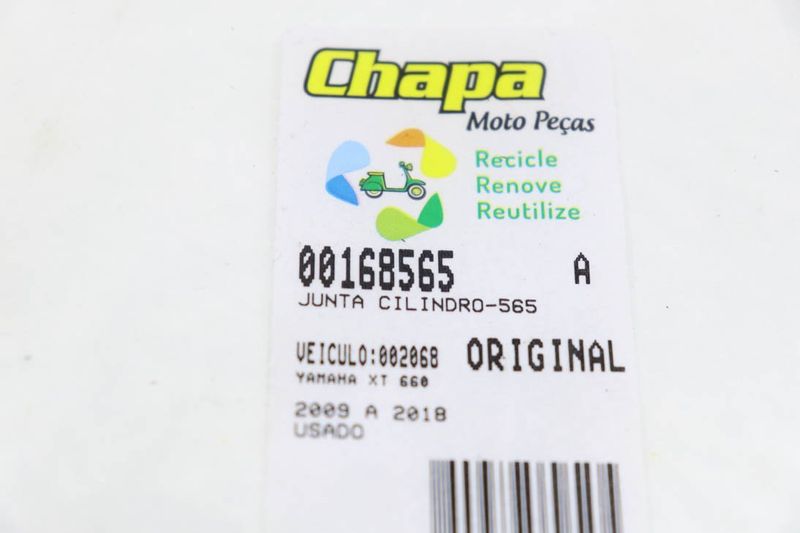 Chapa
Moto Peças
Recicle
Renove
Reutilize
00168565 A
JUNTA CILINDRO-565
VEICULO:002068 ORIGINAL
YAMAHA XT 660
2009 A 2018
USADO